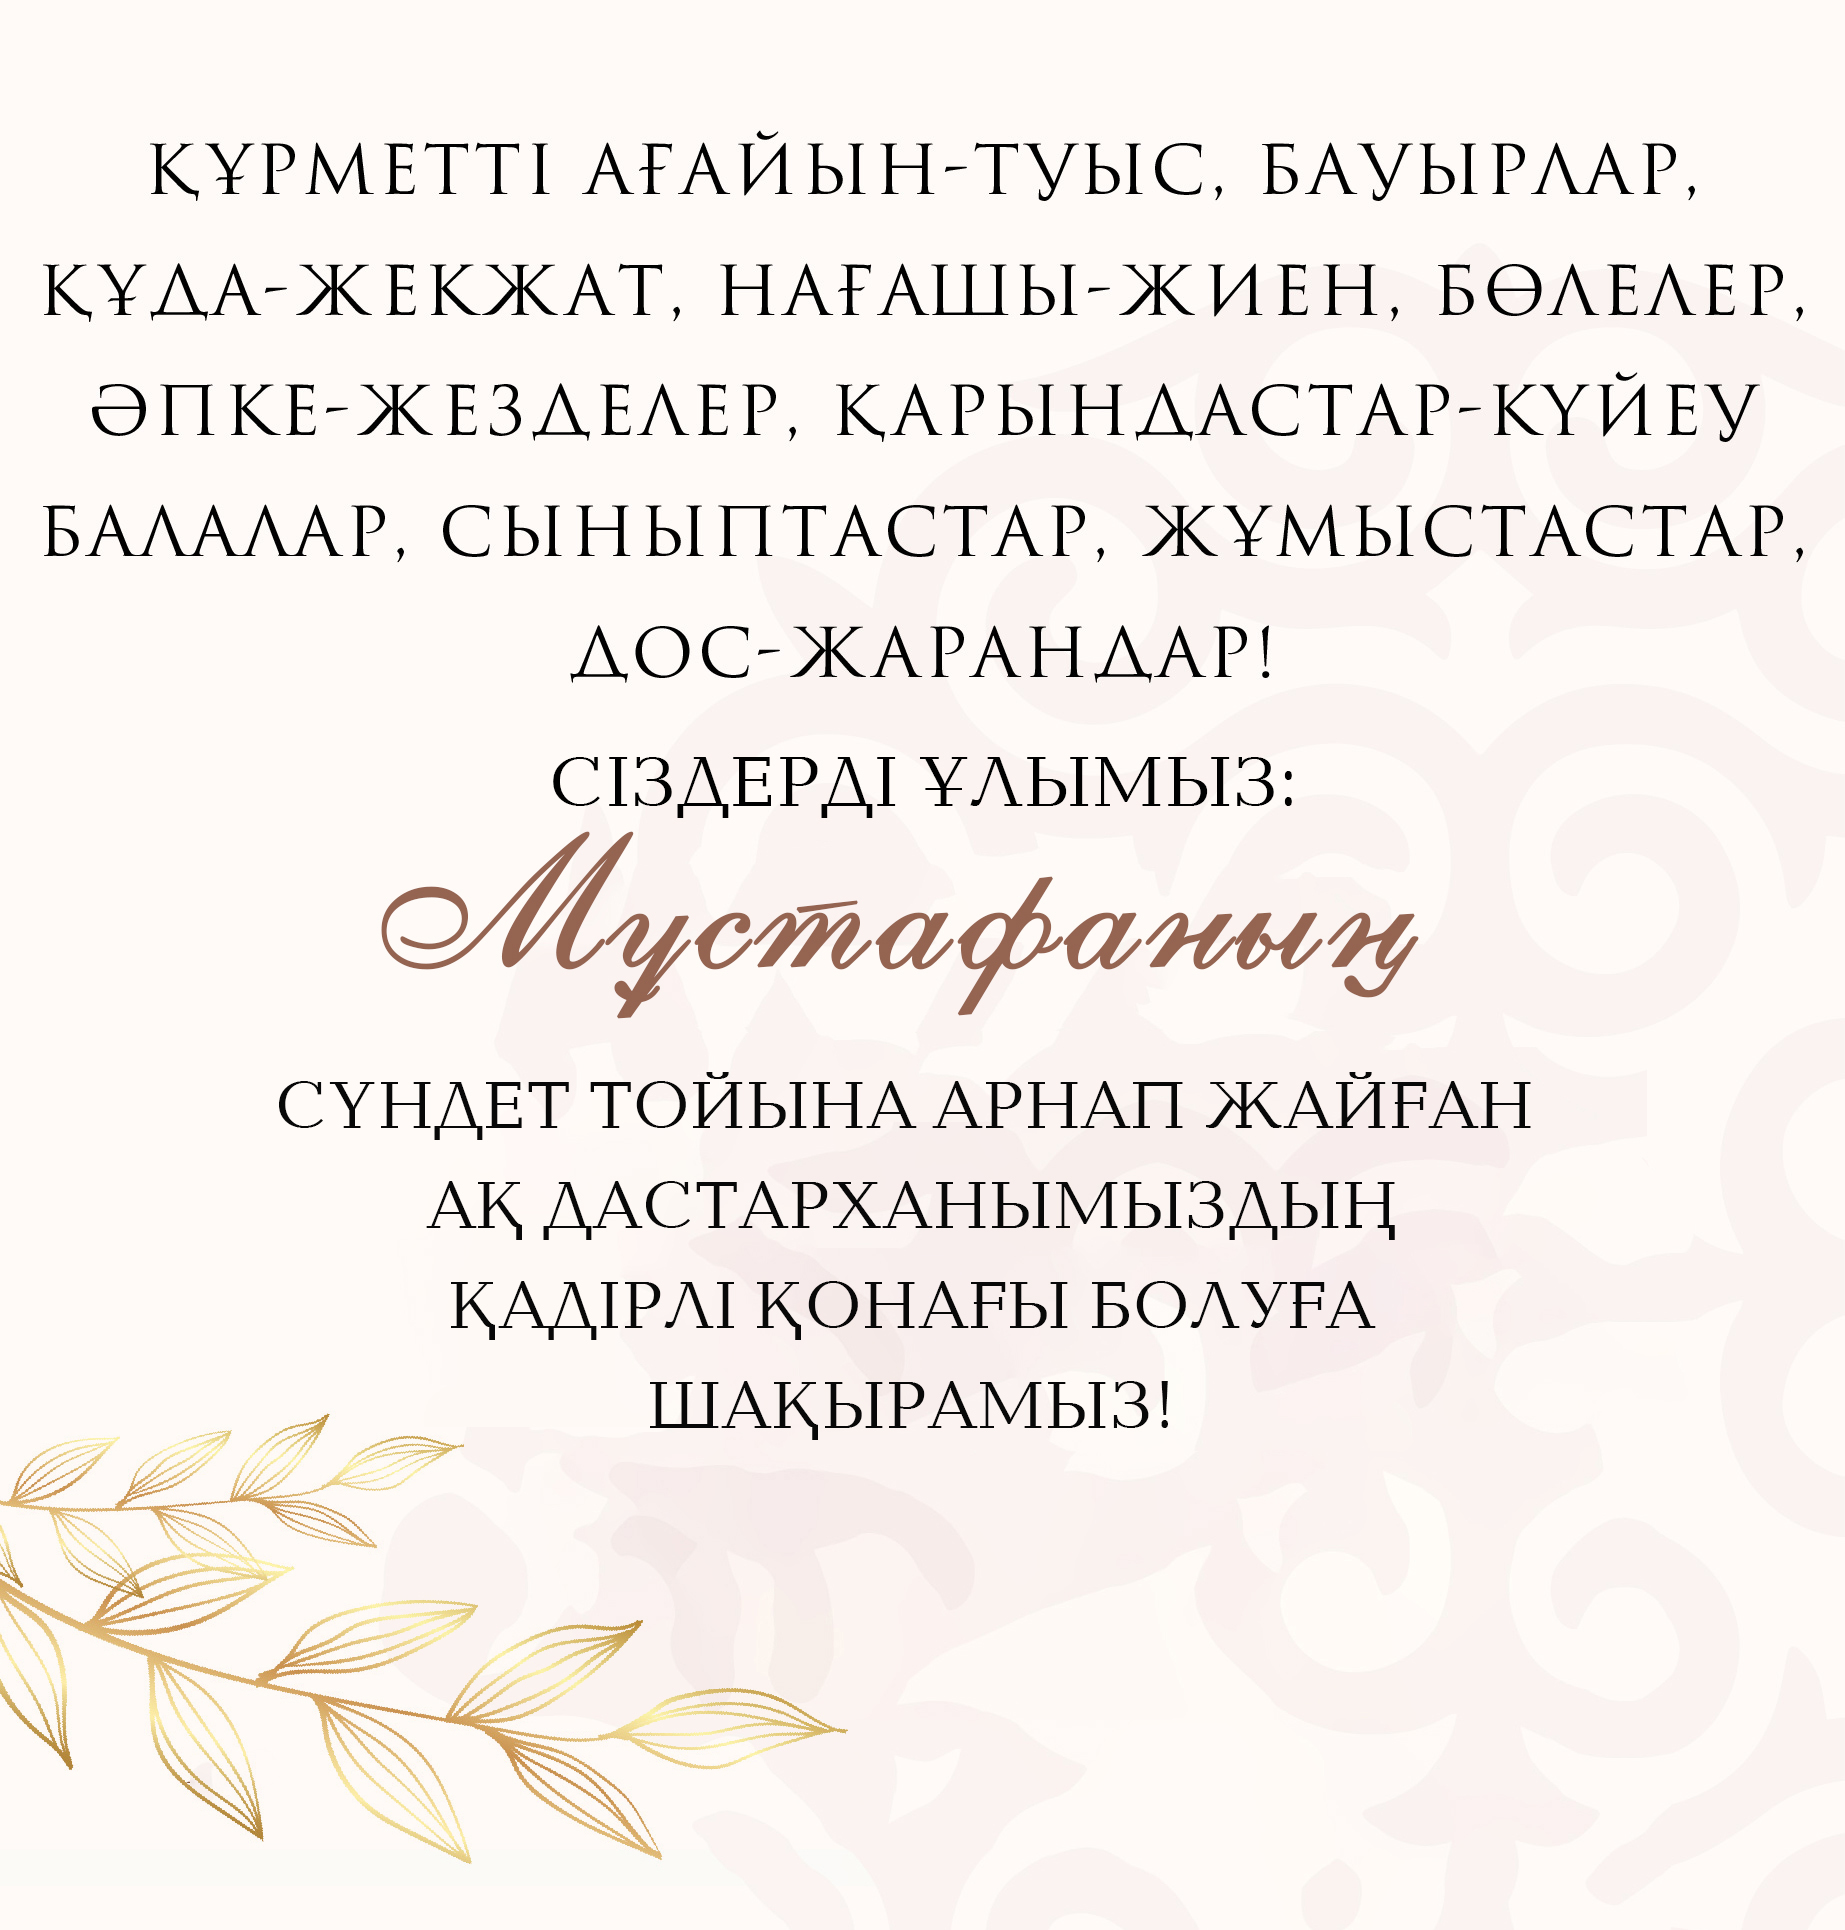 ҚҰРМЕТТІ АҒАЙЫН-ТУЫС, БАУЫРЛАР,
ҚҰДА-ЖЕКЖАТ, НАҒАШЫ-ЖИЕН, БӨЛЕЛЕР,
ӘПКЕ-ЖЕЗДЕЛЕР, ҚАРЫНДАСТАР-КҮЙЕУ
БАЛАЛАР, СЫНЫПТАСТАР, ЖҰМЫСТАСТАР,
ДОС-ЖАРАНДАР!
СІЗДЕРДІ ҰЛЫМЫЗ:
Мұстафаның
СҮНДЕТ ТОЙЫНА АРНАП ЖАЙҒАН
АҚ ДАСТАРХАНЫМЫЗДЫҢ
ҚАДІРЛІ ҚОНАҒЫ БОЛУҒА
ШАҚЫРАМЫЗ!